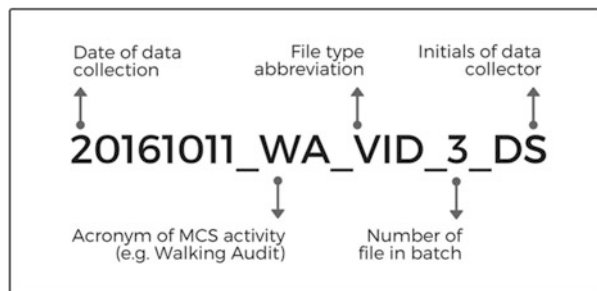 Date of data
collection
File type
abbreviation
Initials of data
collector
20161011_WA_VID_3_DS
Acronym of MCS activity
(e.g. Walking Audit)
Number of
file in batch